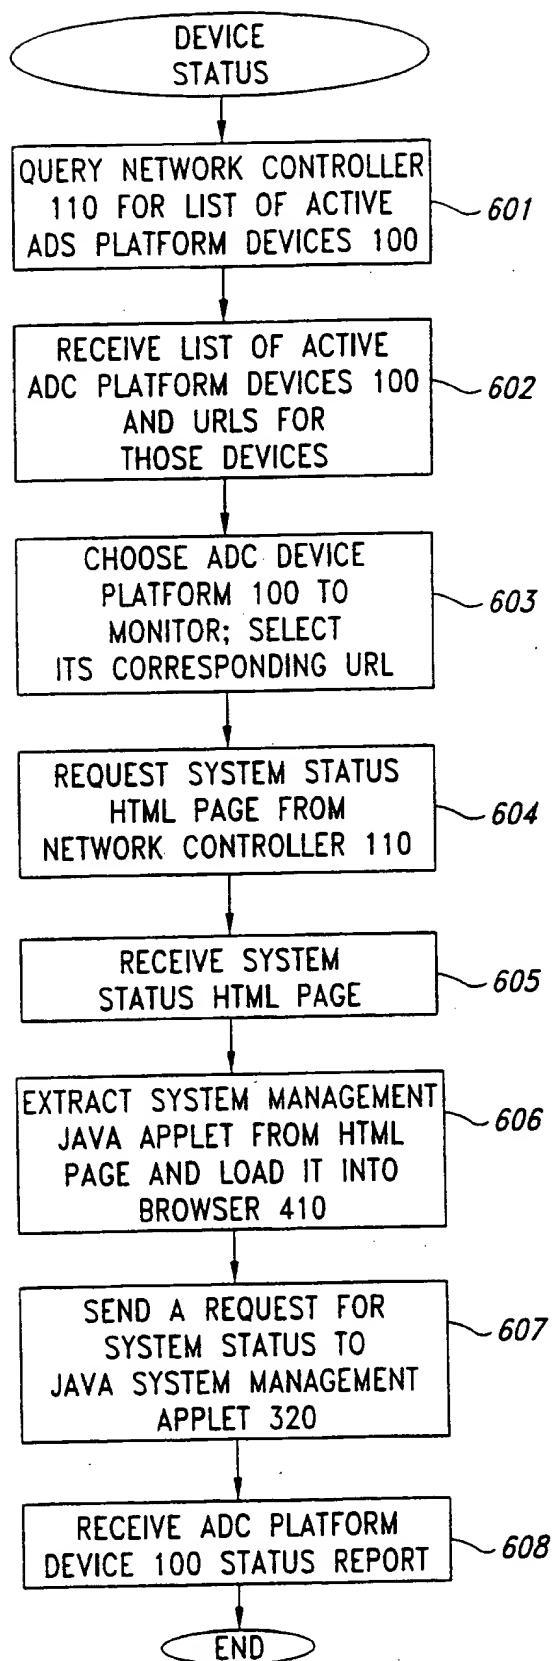 DEVICE
STATUS
QUERY NETWORK CONTROLLER
110 FOR LIST OF ACTIVE
ADS PLATFORM DEVICES 100
601
RECEIVE LIST OF ACTIVE
ADC PLATFORM DEVICES 100
AND URLS FOR
THOSE DEVICES
602
CHOOSE ADC DEVICE
PLATFORM 100 TO
MONITOR; SELECT
ITS CORRESPONDING URL
603
REQUEST SYSTEM STATUS
HTML PAGE FROM
NETWORK CONTROLLER 110
604
RECEIVE SYSTEM
STATUS HTML PAGE
605
EXTRACT SYSTEM MANAGEMENT
JAVA APPLET FROM HTML
PAGE AND LOAD IT INTO
BROWSER 410
606
SEND A REQUEST FOR
SYSTEM STATUS TO
JAVA SYSTEM MANAGEMENT
APPLET 320
607
RECEIVE ADC PLATFORM
DEVICE 100 STATUS REPORT
608
END